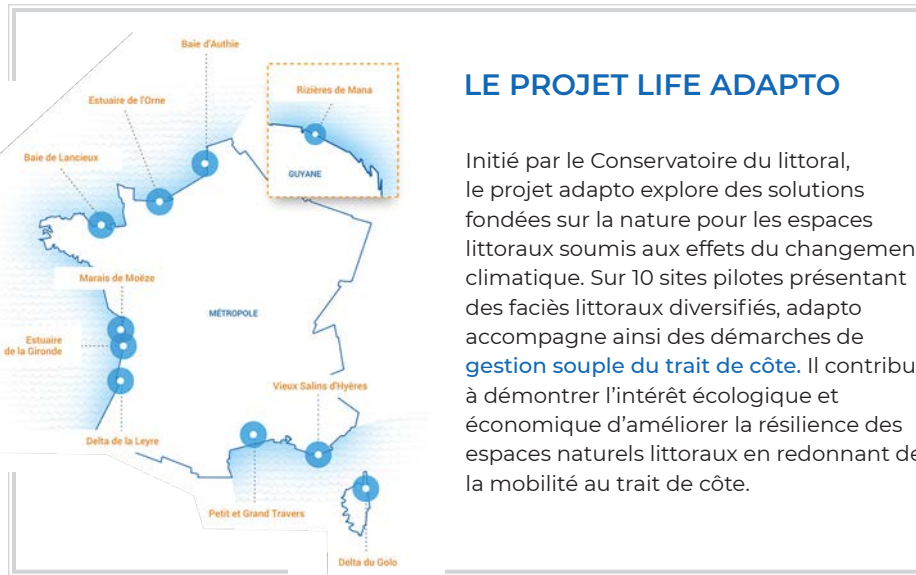 Baie d'Authie
Estuaire de l'Orne
Rizières de Mana
Baie de Lancieux
GUYANE
Marais de Moëze
MÉTROPOLE
Estuaire
de la Gironde
Vieux Salins d'Hyères
Delta de la Leyre
Petit et Grand Travers
Delta du Golo
LE PROJET LIFE ADAPTO
Initié par le Conservatoire du littoral,
le projet adapto explore des solutions
fondées sur la nature pour les espaces
littoraux soumis aux effets du changemen
climatique. Sur 10 sites pilotes présentant
des faciès littoraux diversifiés, adapto
accompagne ainsi des démarches de
gestion souple du trait de côte. Il contribu
à démontrer l'intérêt écologique et
économique d'améliorer la résilience des
espaces naturels littoraux en redonnant de
la mobilité au trait de côte.